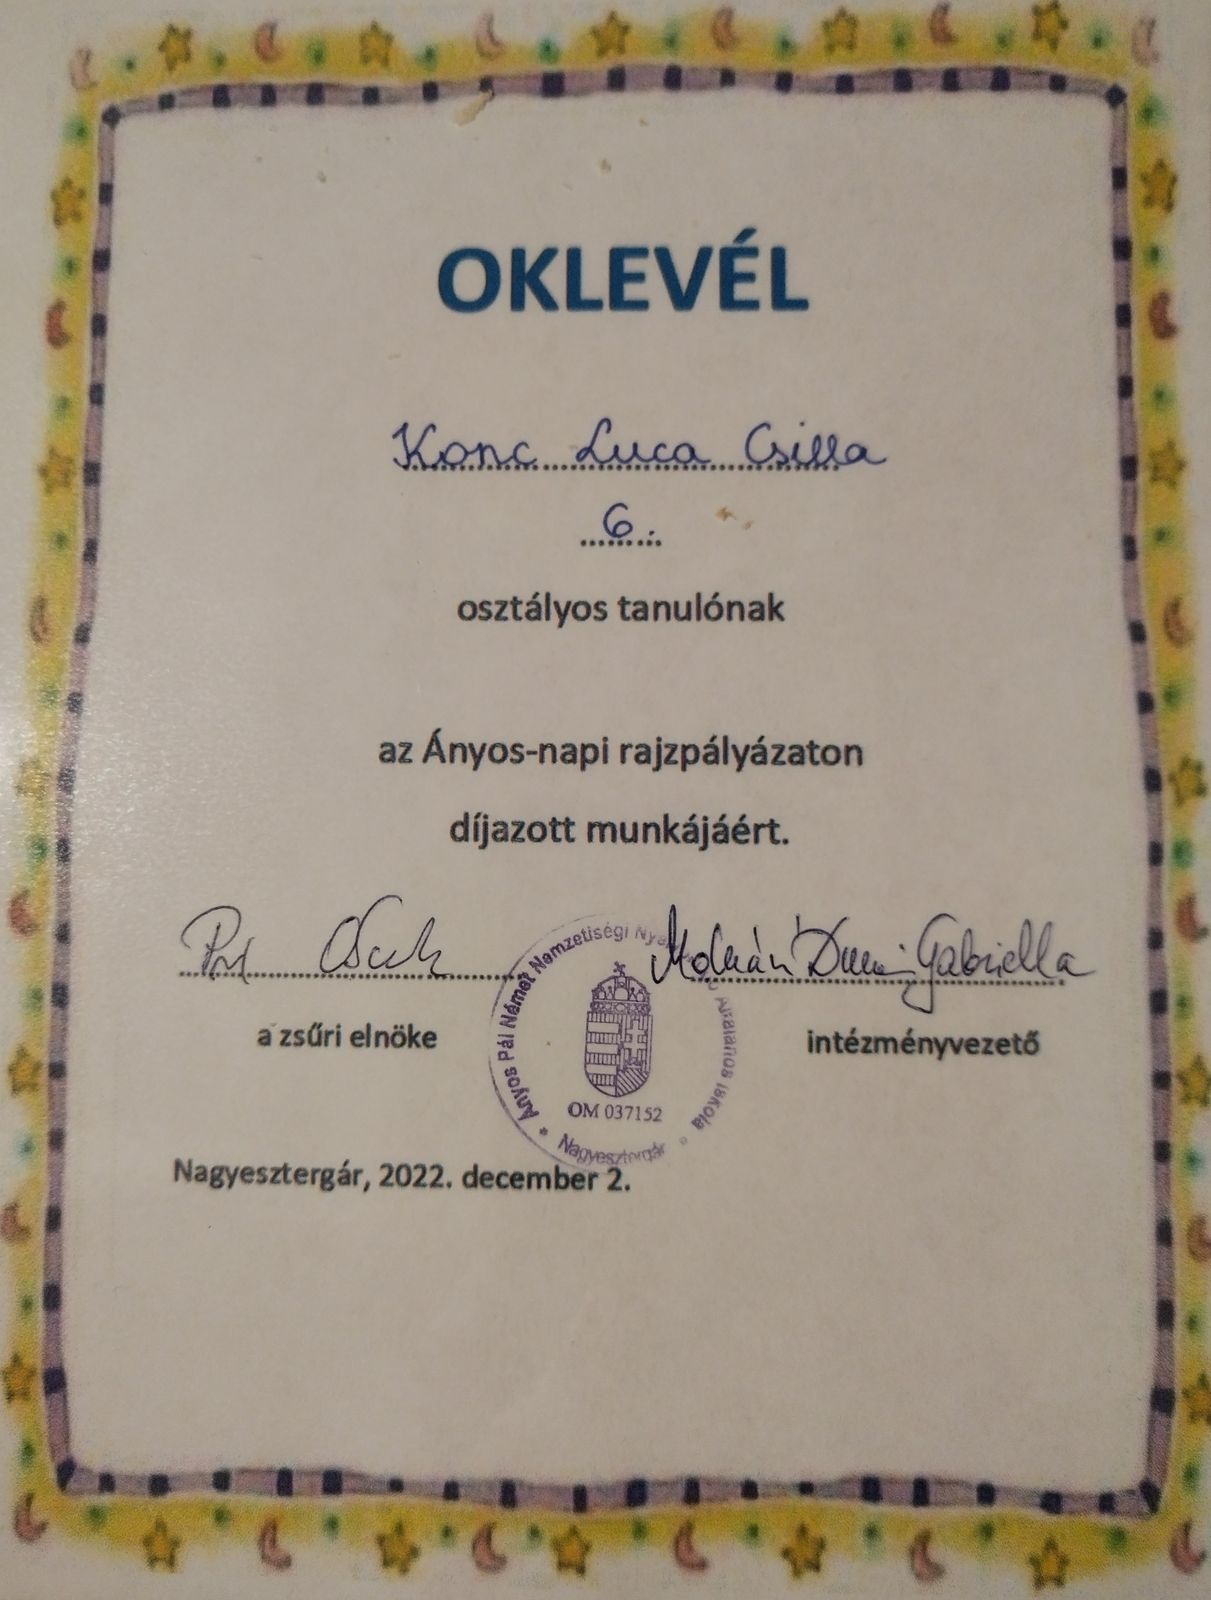 OKLEVÉL
Konc Luca Csilla
6.
osztályos tanulónak
az Ányos-napi rajzpályázaton
díjazott munkájáért.
Gabriella
a zsűri elnöke
intézményvezető
Ányos Pál Német Nemzetiségi Általános Iskola
OM 037152
Nagyesztergár
Nagyesztergár, 2022. december 2.